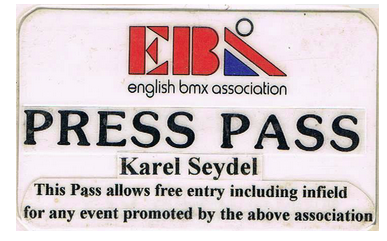 EBA
english bmx association
PRESS PASS
Karel Seydel
This Pass allows free entry including infield
for any event promoted by the above association